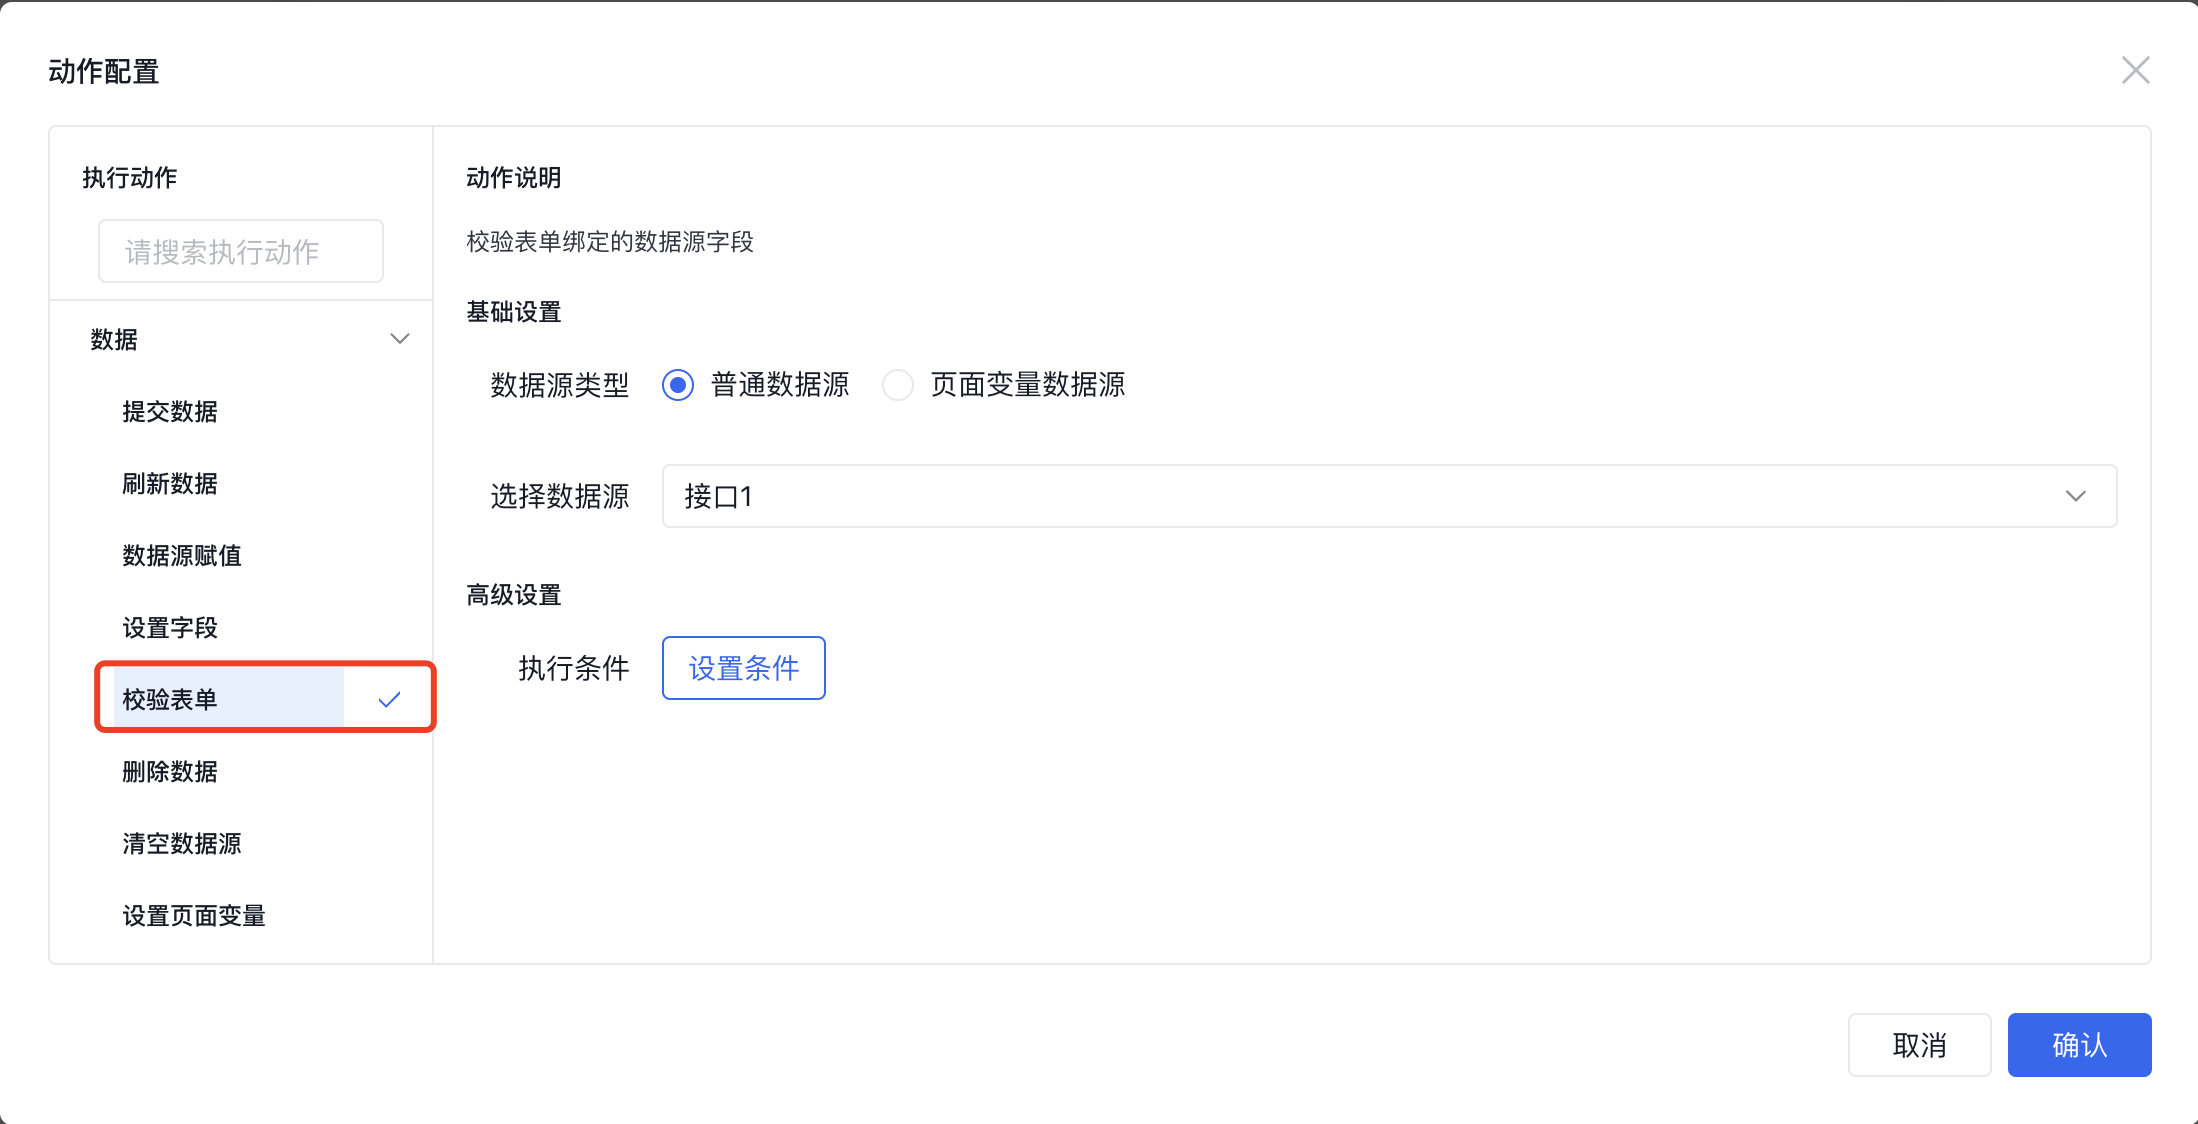 动作配置
执行动作
请搜索执行动作
数据
提交数据
刷新数据
数据源赋值
设置字段
校验表单
删除数据
清空数据源
设置页面变量
动作说明
校验表单绑定的数据源字段
基础设置
数据源类型 普通数据源 页面变量数据源
选择数据源 接口1
高级设置
执行条件 设置条件
取消 确认